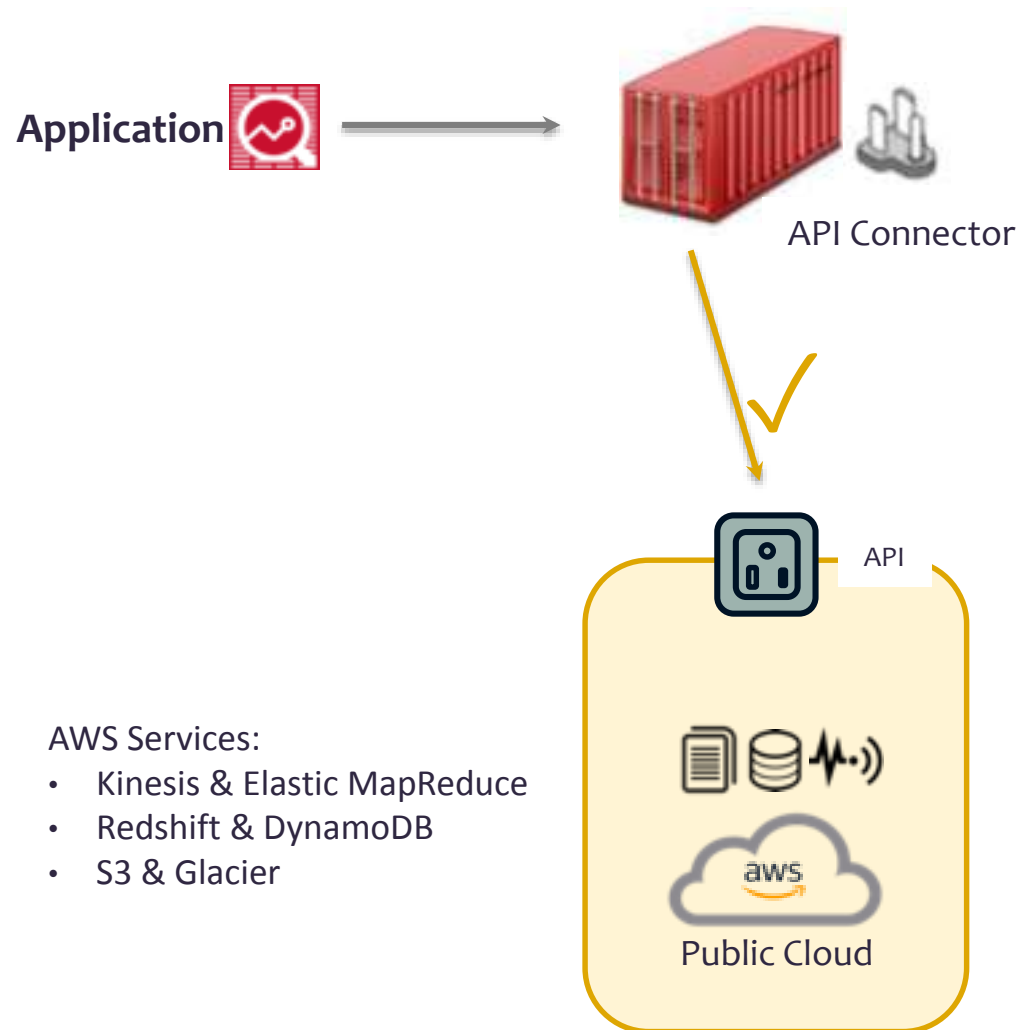 Application
API Connector
API
AWS Services:
• Kinesis & Elastic MapReduce
• Redshift & DynamoDB
• S3 & Glacier
aws
Public Cloud